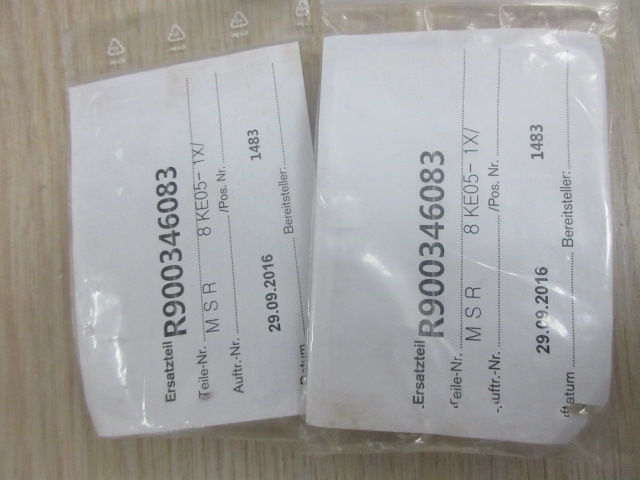 Ersatzteil
Teile-Nr. R900346083
M S R 8 KE05- 1X/
Auftr.-Nr. /Pos. Nr.
29.09.2016 1483
Datum Bereitsteller:
Ersatzteil
Teile-Nr. R900346083
M S R 8 KE05- 1X/
Auftr.-Nr. /Pos. Nr.
29.09.2016 1483
Datum Bereitsteller: